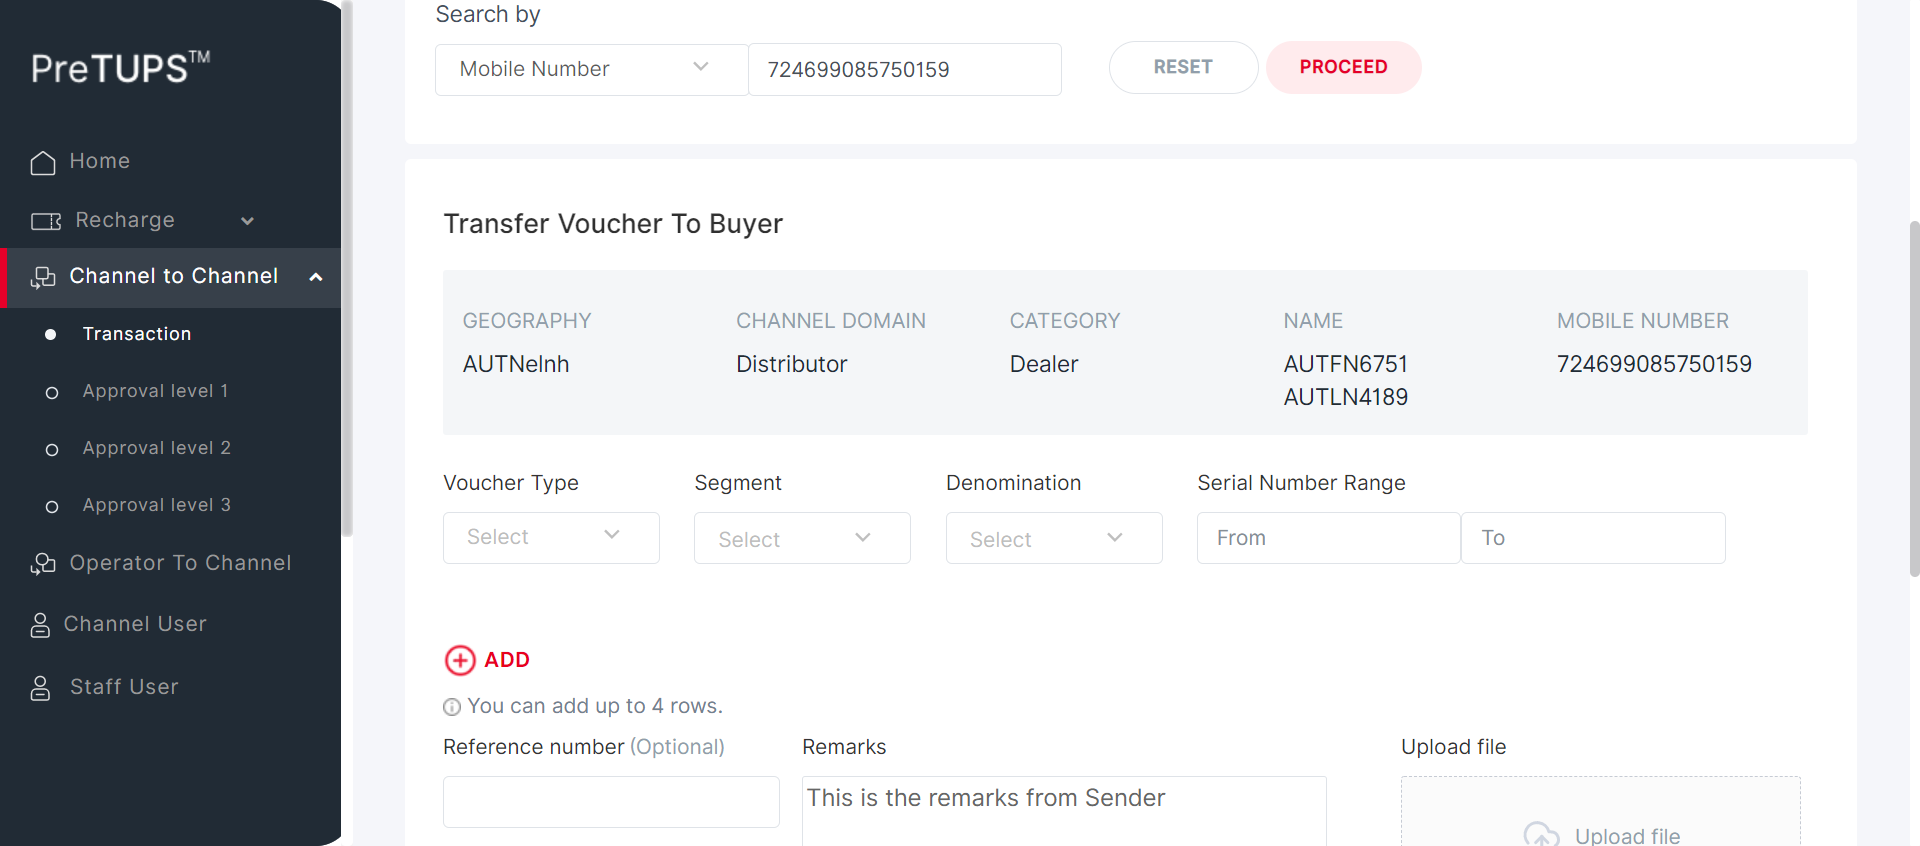 PreTUPS™
Home
Recharge
Channel to Channel
Transaction
Approval level 1
Approval level 2
Approval level 3
Operator To Channel
Channel User
Staff User
Search by
Mobile Number 724699085750159 RESET PROCEED
Transfer Voucher To Buyer
GEOGRAPHY CHANNEL DOMAIN CATEGORY NAME MOBILE NUMBER
AUTNelnh Distributor Dealer AUTFN6751 724699085750159
AUTLN4189
Voucher Type Segment Denomination Serial Number Range
Select Select Select From To
ADD
You can add up to 4 rows.
Reference number (Optional) Remarks Upload file
This is the remarks from Sender
Upload file